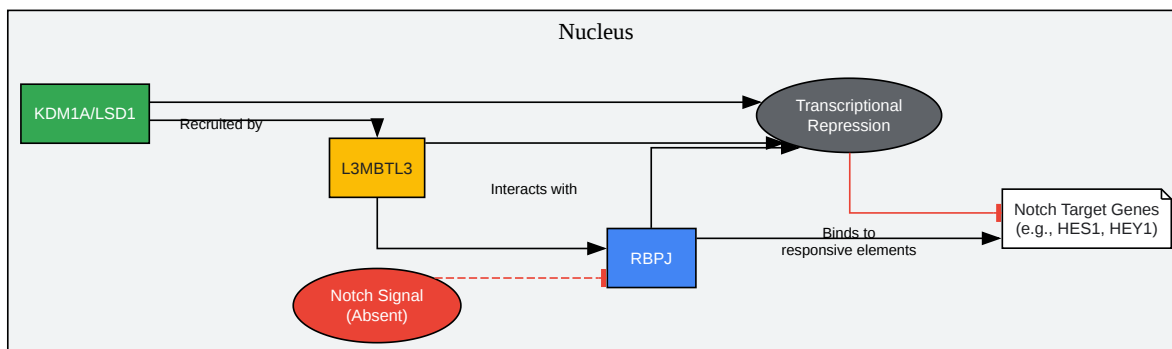 Nucleus
KDM1A/LSD1
Recruited by
Transcriptional
Repression
L3MBTL3
Interacts with
Notch Target Genes
(e.g., HES1, HEY1)
Binds to
responsive elements
RBPJ
Notch Signal
(Absent)